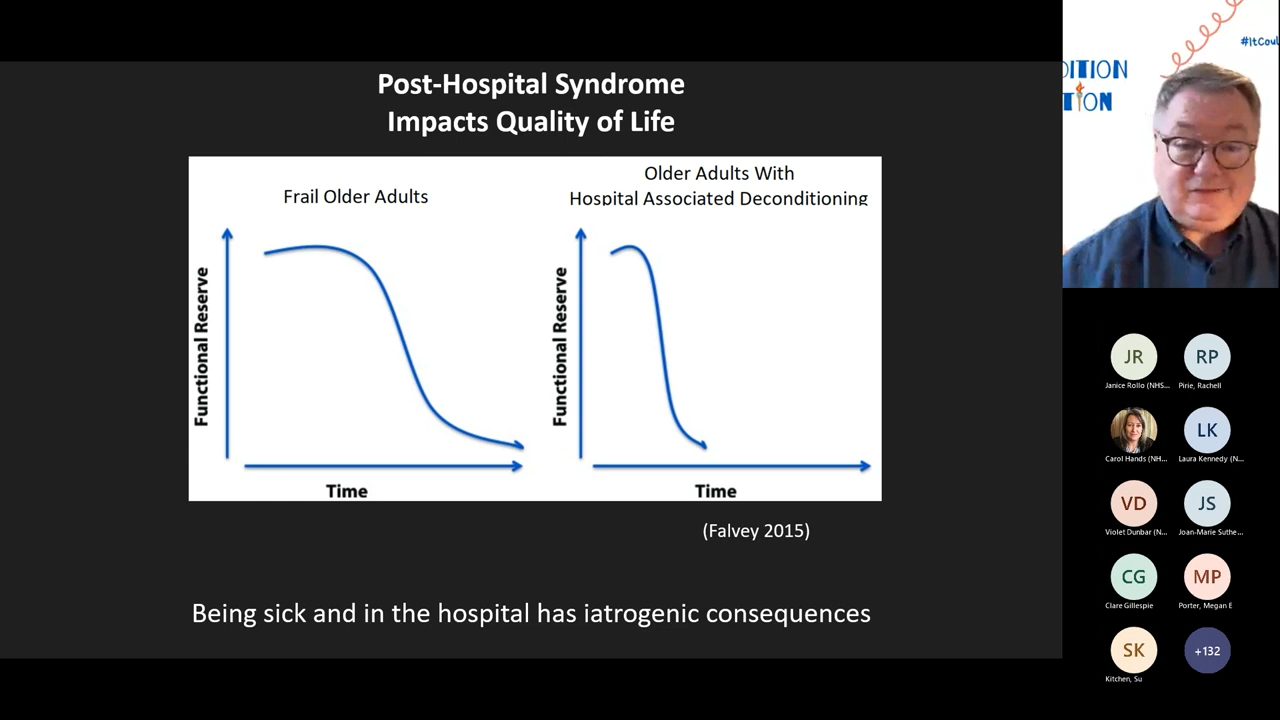 Post-Hospital Syndrome
Impacts Quality of Life
Frail Older Adults
Functional Reserve
Time
Older Adults With
Hospital Associated Deconditioning
Functional Reserve
Time
(Falvey 2015)
Being sick and in the hospital has iatrogenic consequences
#ItCoul
DITION
TION
JR
RP
Janice Rollo (NHS...
Pirie, Rachell
LK
Carol Hands (NH...
Laura Kennedy (N...
VD
JS
Violet Dunbar (N...
Joan-Marie Suthe...
CG
MP
Clare Gillespie
Porter, Megan E
SK
+132
Kitchen, Su